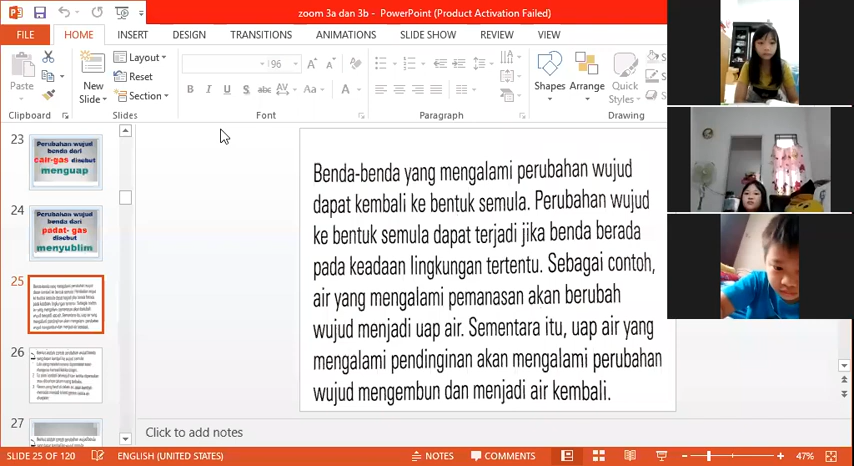 zoom 3a dan 3b - PowerPoint (Product Activation Failed)
FILE HOME INSERT DESIGN TRANSITIONS ANIMATIONS SLIDE SHOW REVIEW VIEW
Paste
New
Slide
Layout
Reset
Section
96
B I U S abc AV Aa A
Shapes Arrange Quick
Styles
Clipboard Slides Font Paragraph Drawing
23
Perubahan wujud
benda dari
cair-gas disebut
menguap
24
Perubahan wujud
benda dari
padat- gas
disebut
menyublim
25
26
27
Benda-benda yang mengalami perubahan wujud
dapat kembali ke bentuk semula. Perubahan wujud
ke bentuk semula dapat terjadi jika benda berada
pada keadaan lingkungan tertentu. Sebagai contoh,
air yang mengalami pemanasan akan berubah
wujud menjadi uap air. Sementara itu, uap air yang
mengalami pendinginan akan mengalami perubahan
wujud mengembun dan menjadi air kembali.
Click to add notes
SLIDE 25 OF 120 ENGLISH (UNITED STATES) NOTES COMMENTS 47%